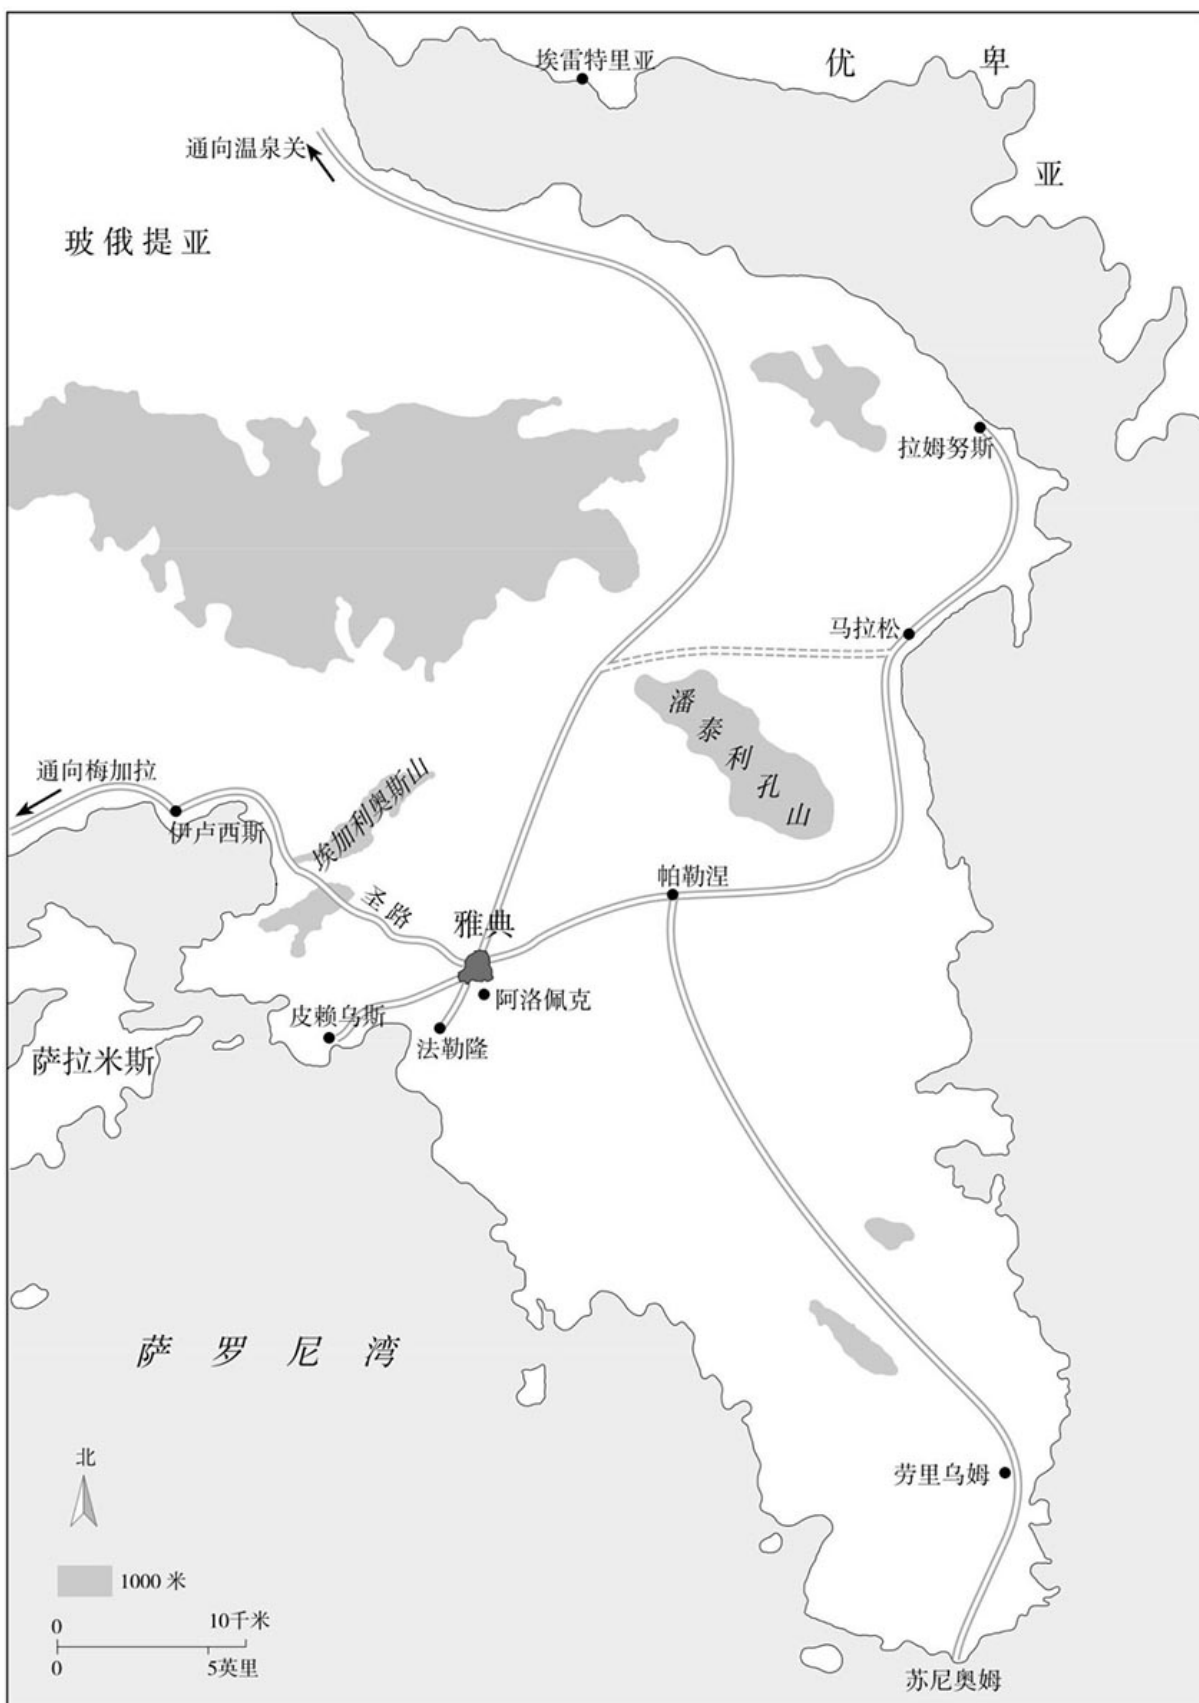 埃雷特里亚
优卑亚
通向温泉关
玻俄提亚
拉姆努斯
马拉松
潘泰利孔山
通向梅加拉
埃加利奥斯山
伊卢西斯
帕勒涅
圣路
雅典
阿洛佩克
皮赖乌斯
法勒隆
萨拉米斯
萨罗尼湾
北
劳里乌姆
1000 米
0 10千米
0 5英里
苏尼奥姆